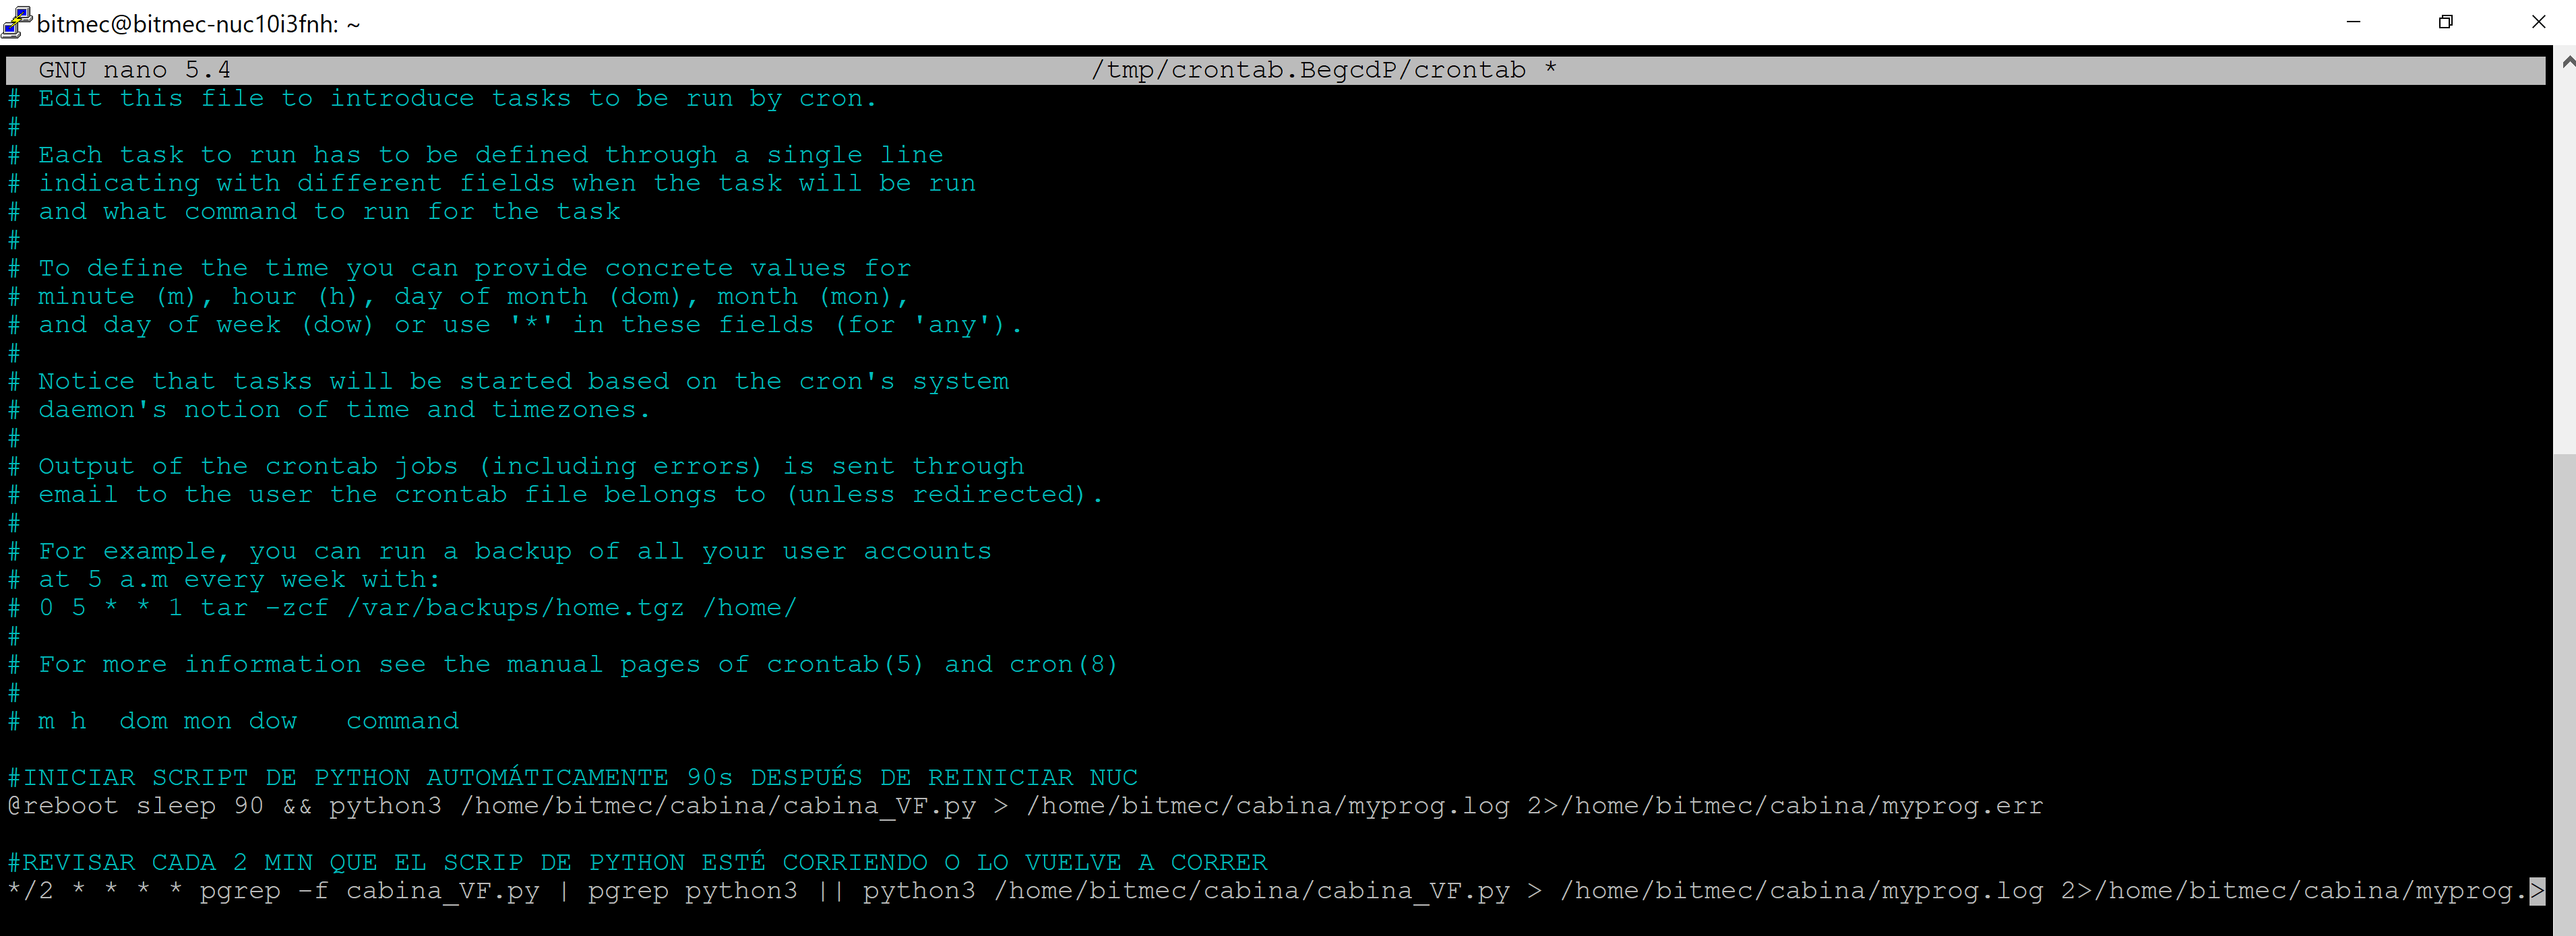 bitmec@bitmec-nuc10i3fnh: ~
GNU nano 5.4 /tmp/crontab.BegcdP/crontab *
# Edit this file to introduce tasks to be run by cron.
#
# Each task to run has to be defined through a single line
# indicating with different fields when the task will be run
# and what command to run for the task
#
# To define the time you can provide concrete values for
# minute (m), hour (h), day of month (dom), month (mon),
# and day of week (dow) or use '*' in these fields (for 'any').
#
# Notice that tasks will be started based on the cron's system
# daemon's notion of time and timezones.
#
# Output of the crontab jobs (including errors) is sent through
# email to the user the crontab file belongs to (unless redirected).
#
# For example, you can run a backup of all your user accounts
# at 5 a.m every week with:
# 0 5 * * 1 tar -zcf /var/backups/home.tgz /home/
#
# For more information see the manual pages of crontab(5) and cron(8)
#
# m h  dom mon dow   command
#INICIAR SCRIPT DE PYTHON AUTOMÁTICAMENTE 90s DESPUÉS DE REINICIAR NUC
@reboot sleep 90 && python3 /home/bitmec/cabina/cabina_VF.py > /home/bitmec/cabina/myprog.log 2>/home/bitmec/cabina/myprog.err
#REVISAR CADA 2 MIN QUE EL SCRIP DE PYTHON ESTÉ CORRIENDO O LO VUELVE A CORRER
*/2 * * * * pgrep -f cabina_VF.py | pgrep python3 || python3 /home/bitmec/cabina/cabina_VF.py > /home/bitmec/cabina/myprog.log 2>/home/bitmec/cabina/myprog.>